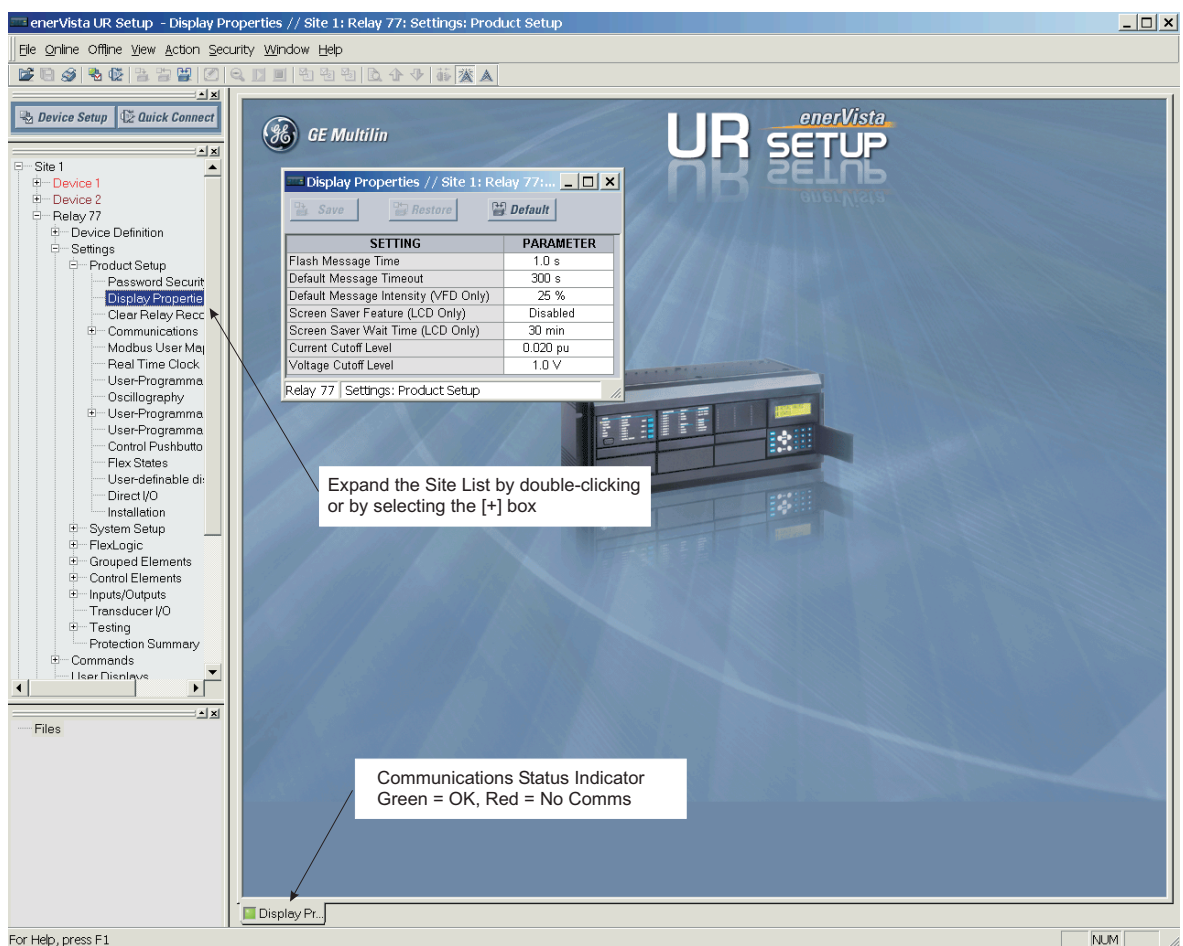 enerVista UR Setup - Display Properties // Site 1: Relay 77: Settings: Product Setup
File Online Offline View Action Security Window Help
Device Setup Quick Connect
Site 1
Device 1
Device 2
Relay 77
Device Definition
Settings
Product Setup
Password Securit
Display Propertie
Clear Relay Reco
Communications
Modbus User Map
Real Time Clock
User-Programma
Oscillography
User-Programma
User-Programma
Control Pushbutto
Flex States
User-definable di
Direct I/O
Installation
System Setup
FlexLogic
Grouped Elements
Control Elements
Inputs/Outputs
Transducer I/O
Testing
Protection Summary
Commands
User Displays
Files
GE Multilin
UR enerVista
SETUP
Display Properties // Site 1: Relay 77:...
Save Restore Default
SETTING PARAMETER
Flash Message Time 1.0 s
Default Message Timeout 300 s
Default Message Intensity (VFD Only) 25 %
Screen Saver Feature (LCD Only) Disabled
Screen Saver Wait Time (LCD Only) 30 min
Current Cutoff Level 0.020 pu
Voltage Cutoff Level 1.0 V
Relay 77 Settings: Product Setup
Expand the Site List by double-clicking
or by selecting the [+] box
Communications Status Indicator
Green = OK, Red = No Comms
Display Pr...
For Help, press F1
NUM